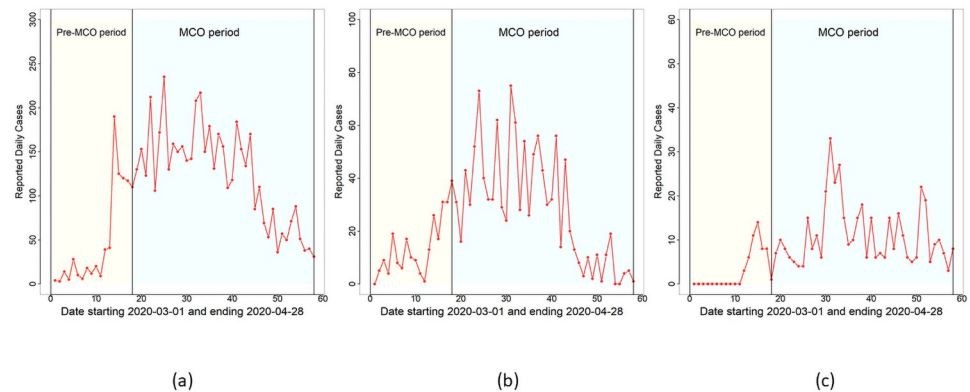 Pre-MCO period
MCO period
Reported Daily Cases
300
250
200
150
100
50
0
0 10 20 30 40 50 60
Date starting 2020-03-01 and ending 2020-04-28
(a)
Pre-MCO period
MCO period
Reported Daily Cases
100
80
60
40
20
0
0 10 20 30 40 50 60
Date starting 2020-03-01 and ending 2020-04-28
(b)
Pre-MCO period
MCO period
Reported Daily Cases
60
50
40
30
20
10
0
0 10 20 30 40 50 60
Date starting 2020-03-01 and ending 2020-04-28
(c)